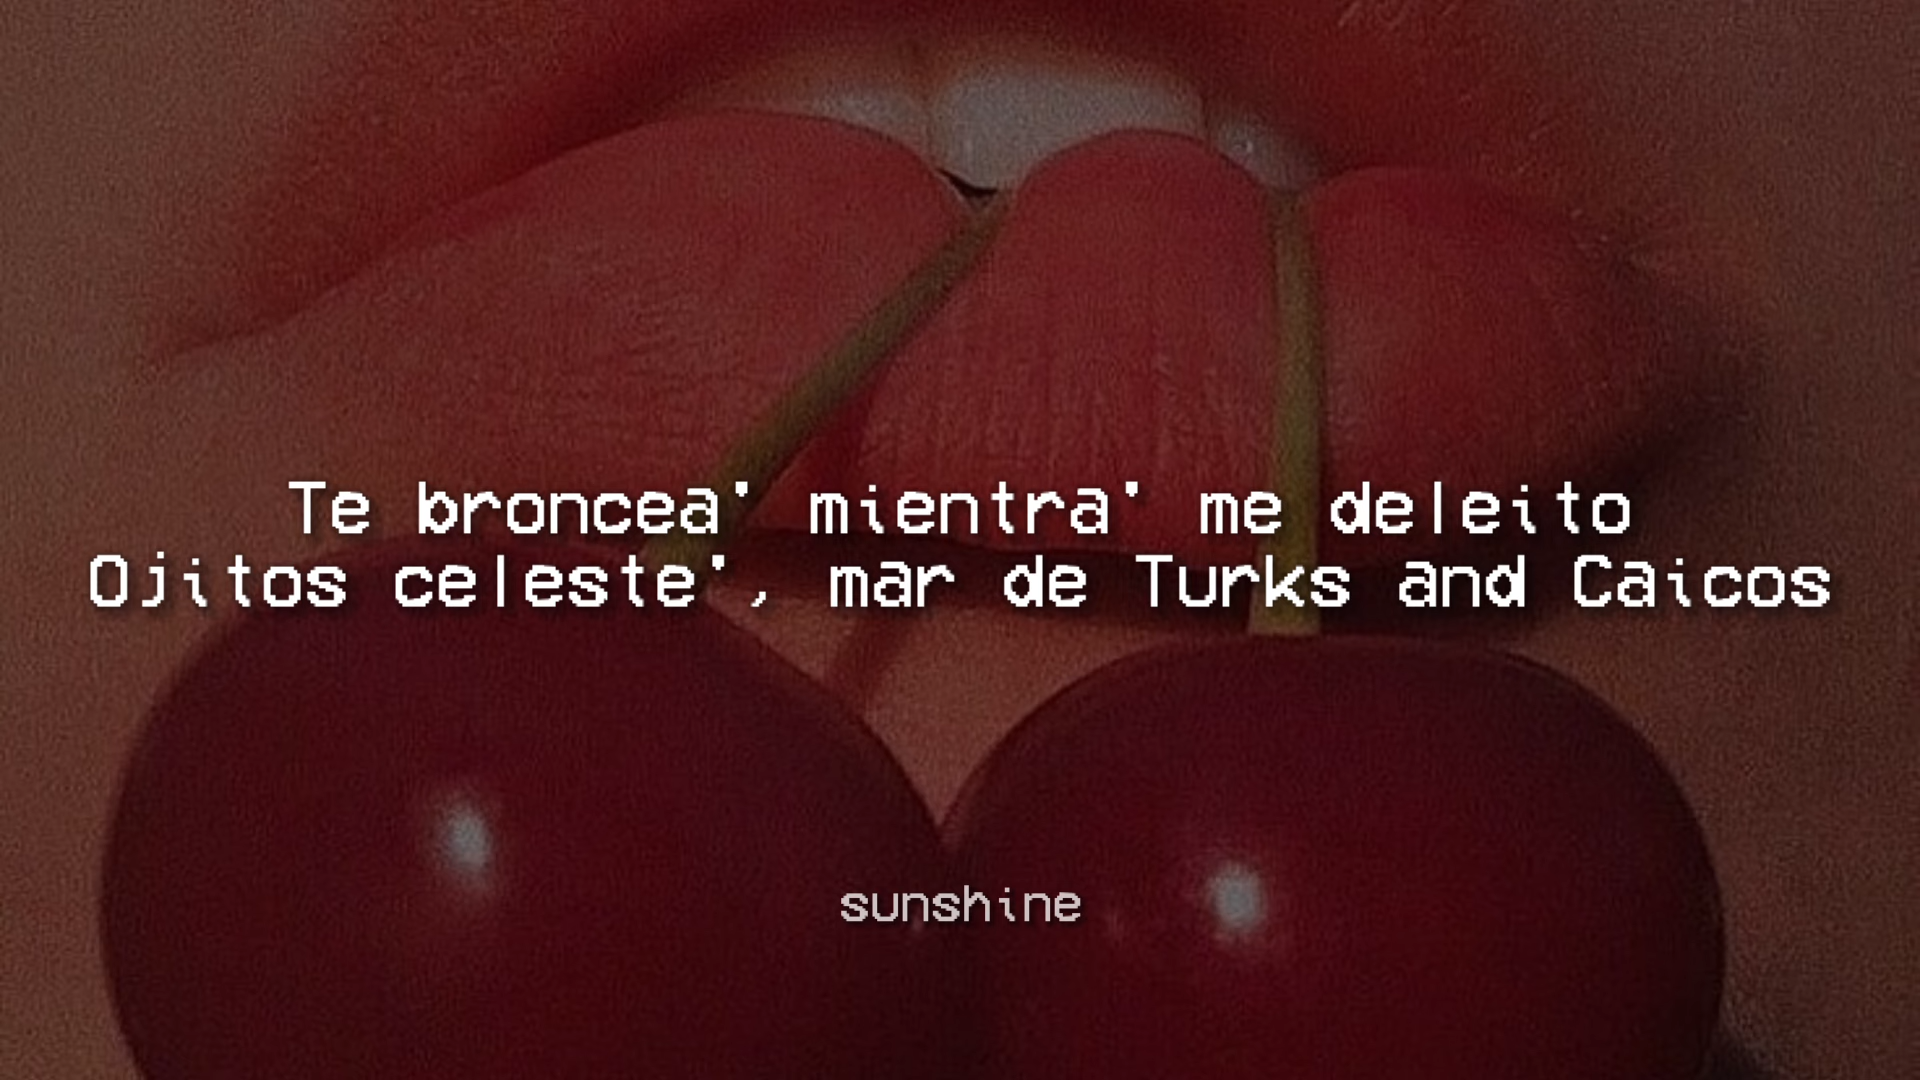 Te broncea' mientra' me deleito
Ojitos celeste', mar de Turks and Caicos
sunshine